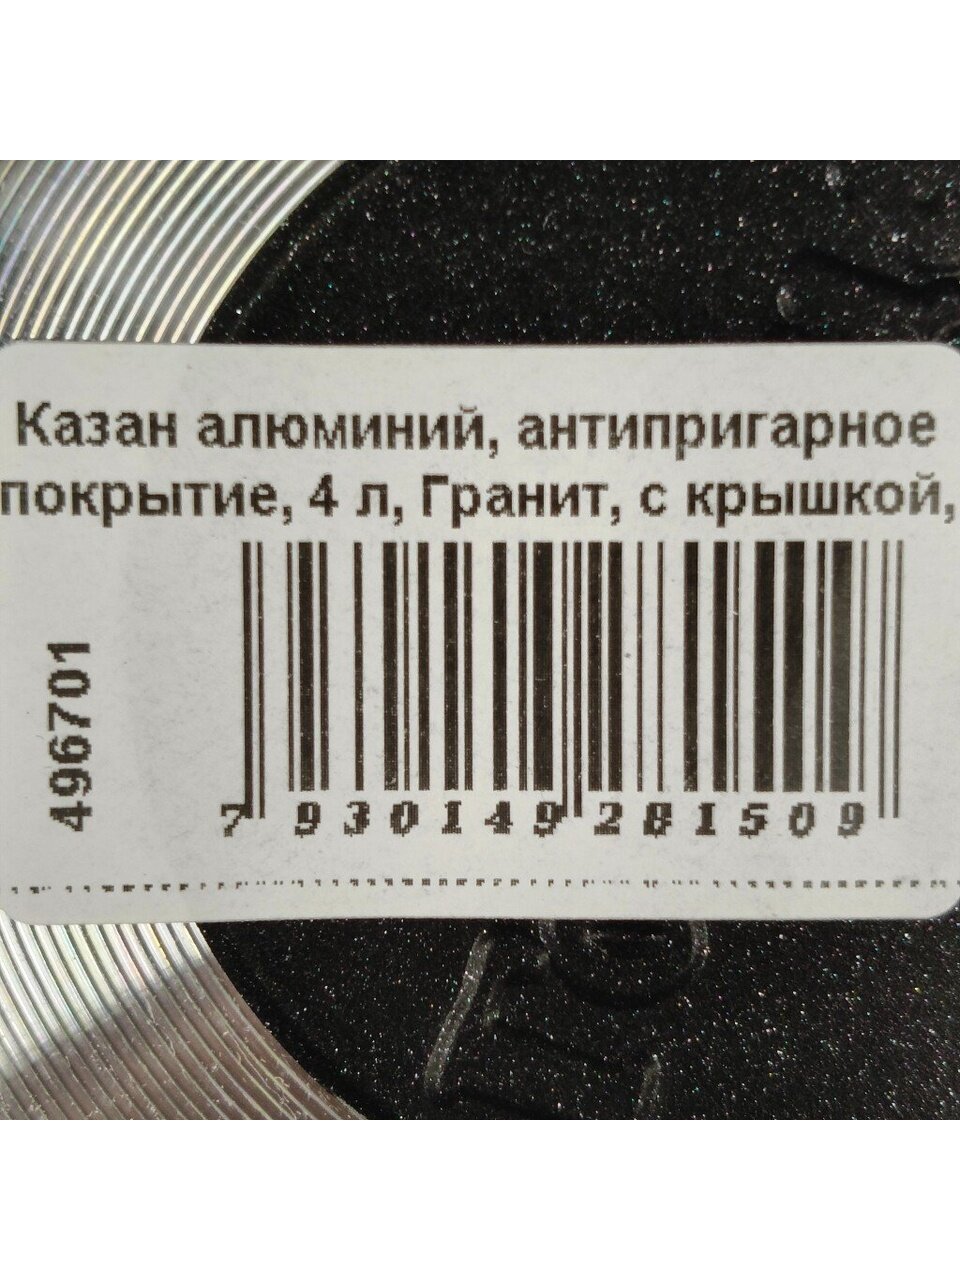 Казан алюминий, антипригарное
покрытие, 4 л, Гранит, с крышкой,
496701
7 930149 281509